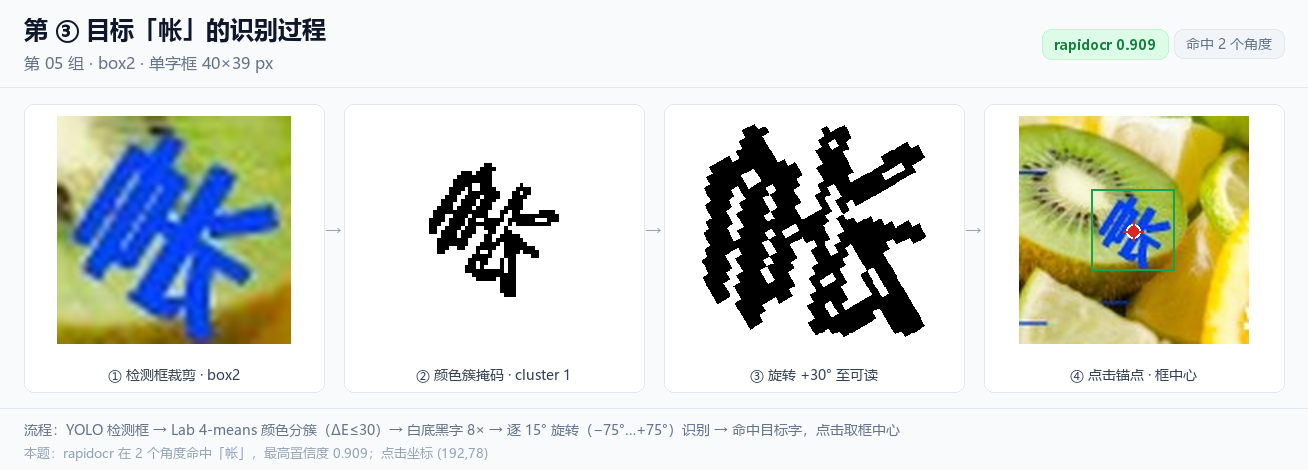 第 ③ 目标「帐」的识别过程
rapidocr 0.909
命中 2 个角度
第 05 组 · box2 · 单字框 40×39 px
帐
→
帐
→
帐
→
帐
① 检测框裁剪 · box2
② 颜色簇掩码 · cluster 1
③ 旋转 +30° 至可读
④ 点击锚点 · 框中心
流程：YOLO 检测框 → Lab 4-means 颜色分簇（ΔE≤30）→ 白底黑字 8× → 逐 15° 旋转（−75°…+75°）识别 → 命中目标字，点击取框中心
本题：rapidocr 在 2 个角度命中「帐」，最高置信度 0.909；点击坐标 (192,78)